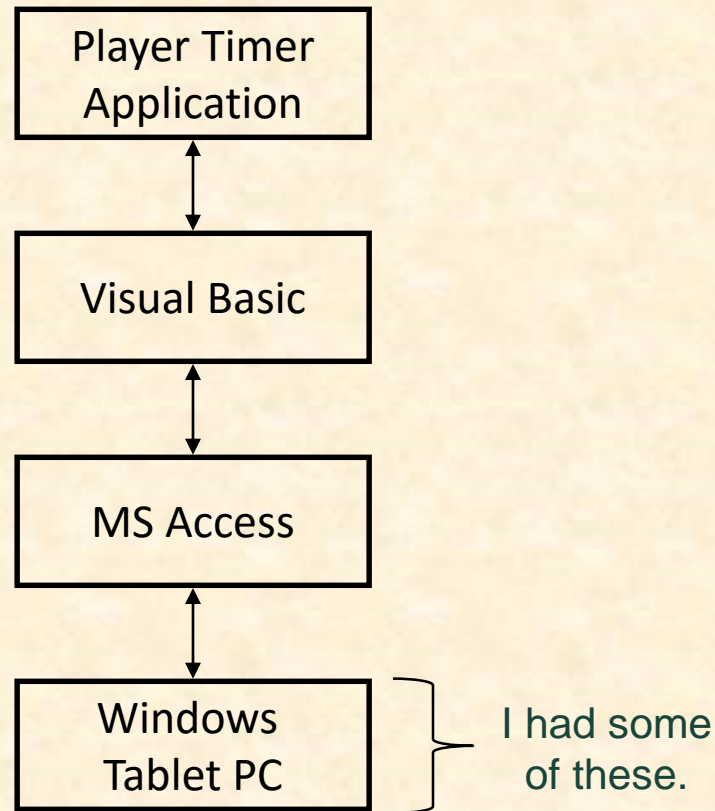 Player Timer
Application
Visual Basic
MS Access
Windows
Tablet PC
I had some
of these.